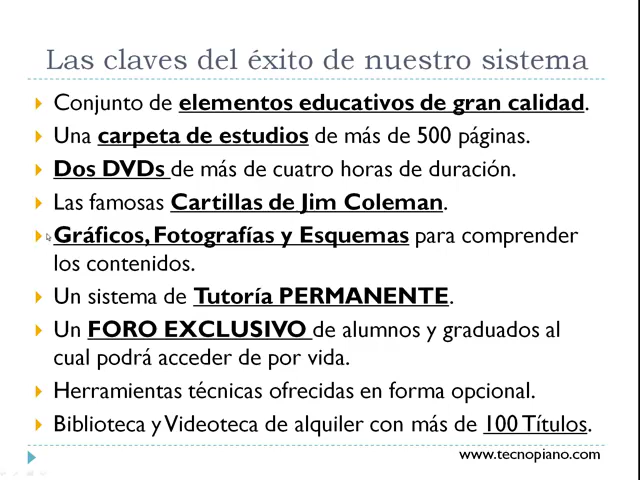 Las claves del éxito de nuestro sistema
Conjunto de elementos educativos de gran calidad.
Una carpeta de estudios de más de 500 páginas.
Dos DVDs de más de cuatro horas de duración.
Las famosas Cartillas de Jim Coleman.
Gráficos, Fotografías y Esquemas para comprender
los contenidos.
Un sistema de Tutoría PERMANENTE.
Un FORO EXCLUSIVO de alumnos y graduados al
cual podrá acceder de por vida.
Herramientas técnicas ofrecidas en forma opcional.
Biblioteca y Videoteca de alquiler con más de 100 Títulos.
www.tecnopiano.com